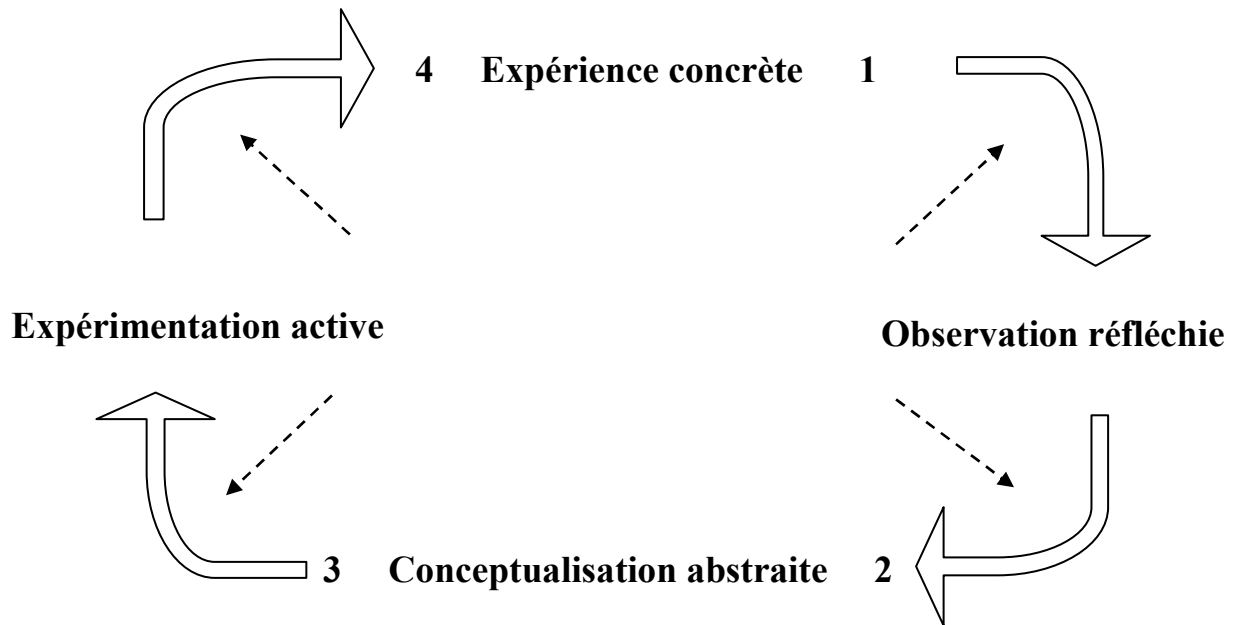 4 Expérience concrète 1
Expérimentation active
Observation réfléchie
3 Conceptualisation abstraite 2